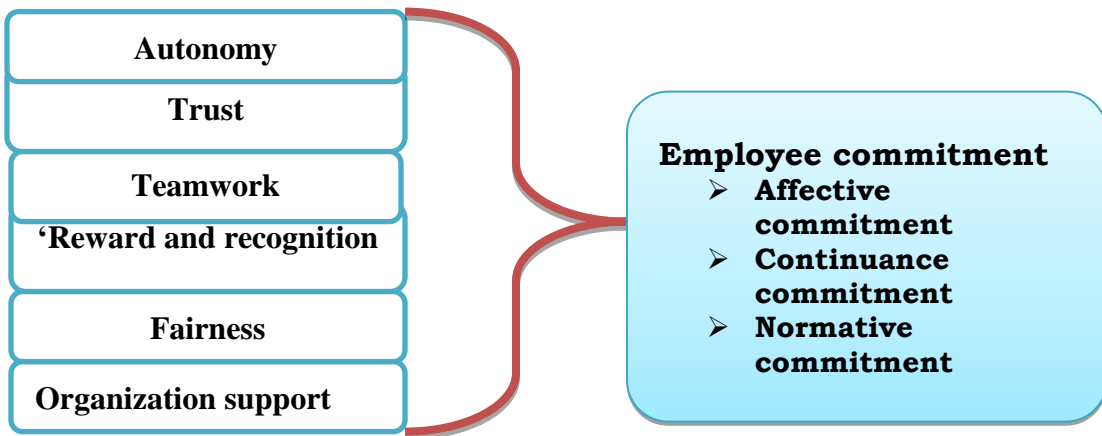 Autonomy
Trust
Teamwork
‘Reward and recognition
Fairness
Organization support
Employee commitment
➢ Affective
commitment
➢ Continuance
commitment
➢ Normative
commitment